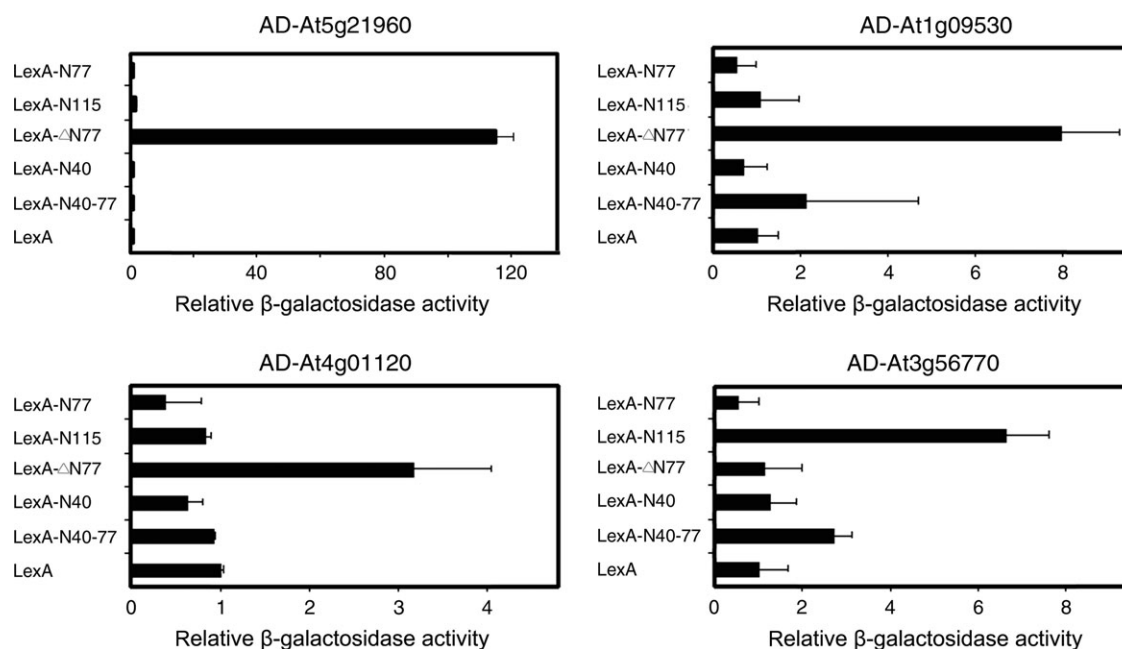 AD-At5g21960
LexA-N77
LexA-N115
LexA-△N77
LexA-N40
LexA-N40-77
LexA
0 40 80 120
Relative β-galactosidase activity
AD-At1g09530
LexA-N77
LexA-N115
LexA-△N77
LexA-N40
LexA-N40-77
LexA
0 2 4 6 8
Relative β-galactosidase activity
AD-At4g01120
LexA-N77
LexA-N115
LexA-△N77
LexA-N40
LexA-N40-77
LexA
0 1 2 3 4
Relative β-galactosidase activity
AD-At3g56770
LexA-N77
LexA-N115
LexA-△N77
LexA-N40
LexA-N40-77
LexA
0 2 4 6 8
Relative β-galactosidase activity